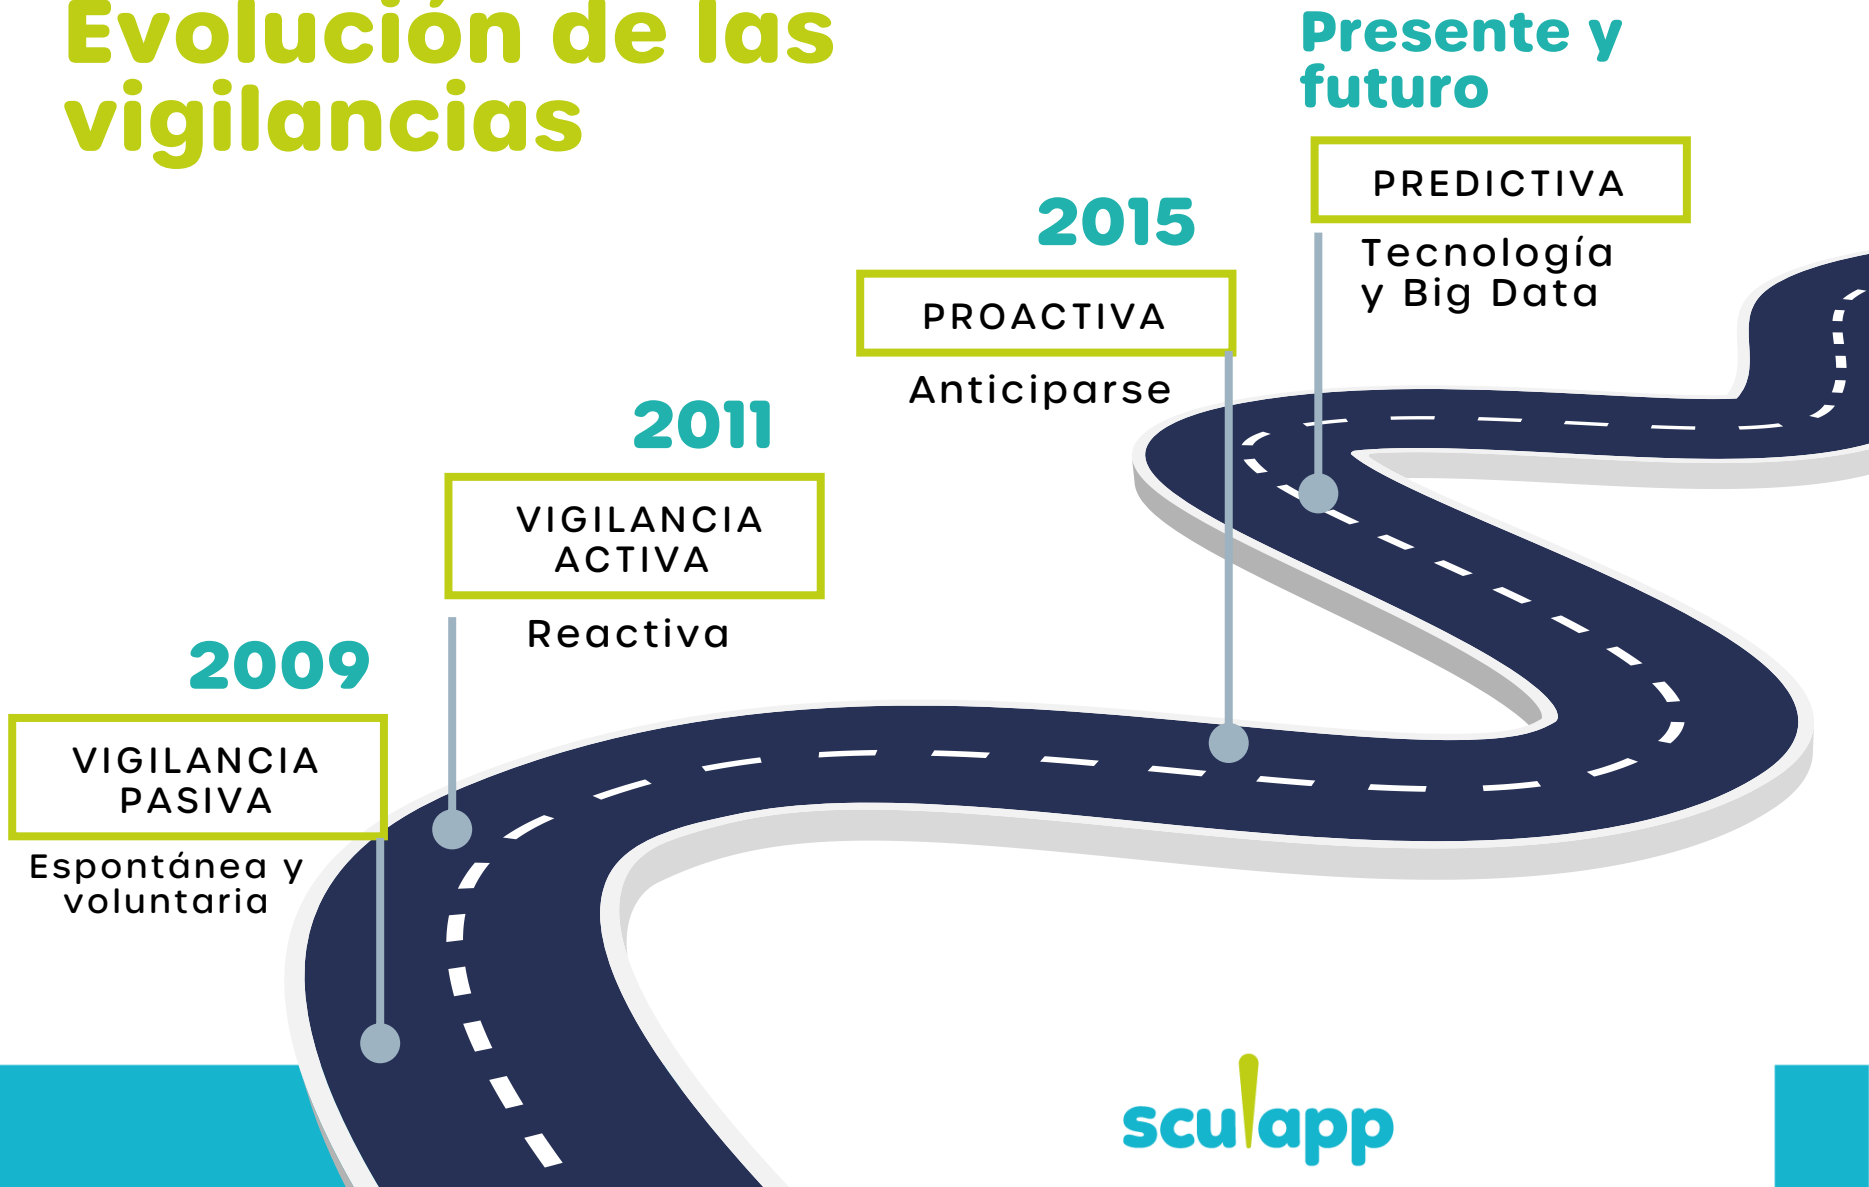 Evolución de las
vigilancias
2009
VIGILANCIA
PASIVA
Espontánea y
voluntaria
2011
VIGILANCIA
ACTIVA
Reactiva
2015
PROACTIVA
Anticiparse
Presente y
futuro
PREDICTIVA
Tecnología
y Big Data
sculapp